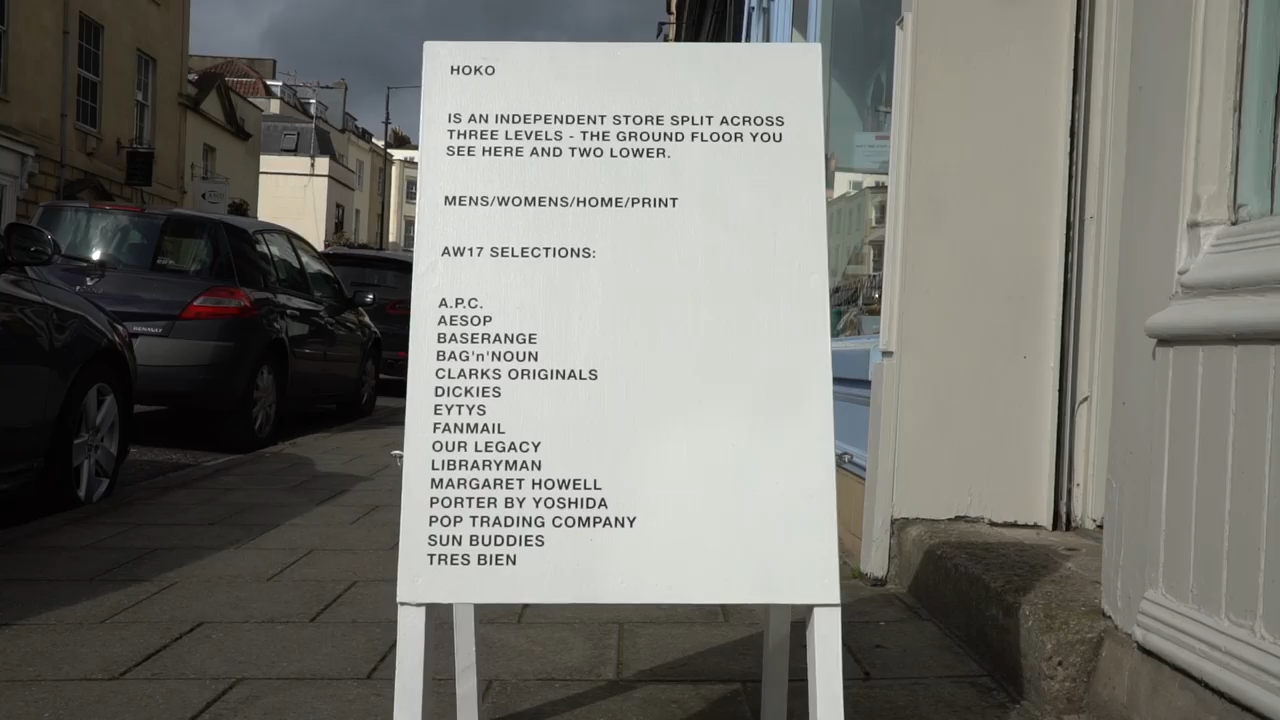 HOKO
IS AN INDEPENDENT STORE SPLIT ACROSS
THREE LEVELS - THE GROUND FLOOR YOU
SEE HERE AND TWO LOWER.
MENS/WOMENS/HOME/PRINT
AW17 SELECTIONS:
A.P.C.
AESOP
BASERANGE
BAG'n'NOUN
CLARKS ORIGINALS
DICKIES
EYTYS
FANMAIL
OUR LEGACY
LIBRARYMAN
MARGARET HOWELL
PORTER BY YOSHIDA
POP TRADING COMPANY
SUN BUDDIES
TRES BIEN
RENAULT